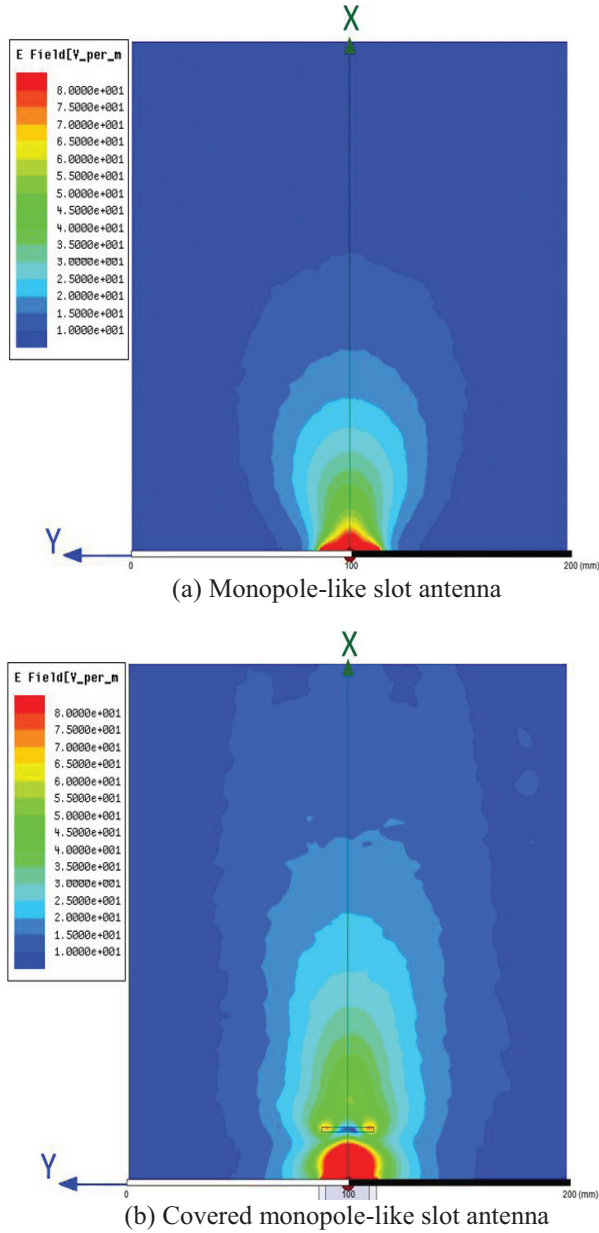 X
E Field[V_per_m
8.0000e+001
7.5000e+001
7.0000e+001
6.5000e+001
6.0000e+001
5.5000e+001
5.0000e+001
4.5000e+001
4.0000e+001
3.5000e+001
3.0000e+001
2.5000e+001
2.0000e+001
1.5000e+001
1.0000e+001
Y
0
100
200 (mm)
(a) Monopole-like slot antenna
X
E Field[V_per_m
8.0000e+001
7.5000e+001
7.0000e+001
6.5000e+001
6.0000e+001
5.5000e+001
5.0000e+001
4.5000e+001
4.0000e+001
3.5000e+001
3.0000e+001
2.5000e+001
2.0000e+001
1.5000e+001
1.0000e+001
Y
0
100
200 (mm)
(b) Covered monopole-like slot antenna